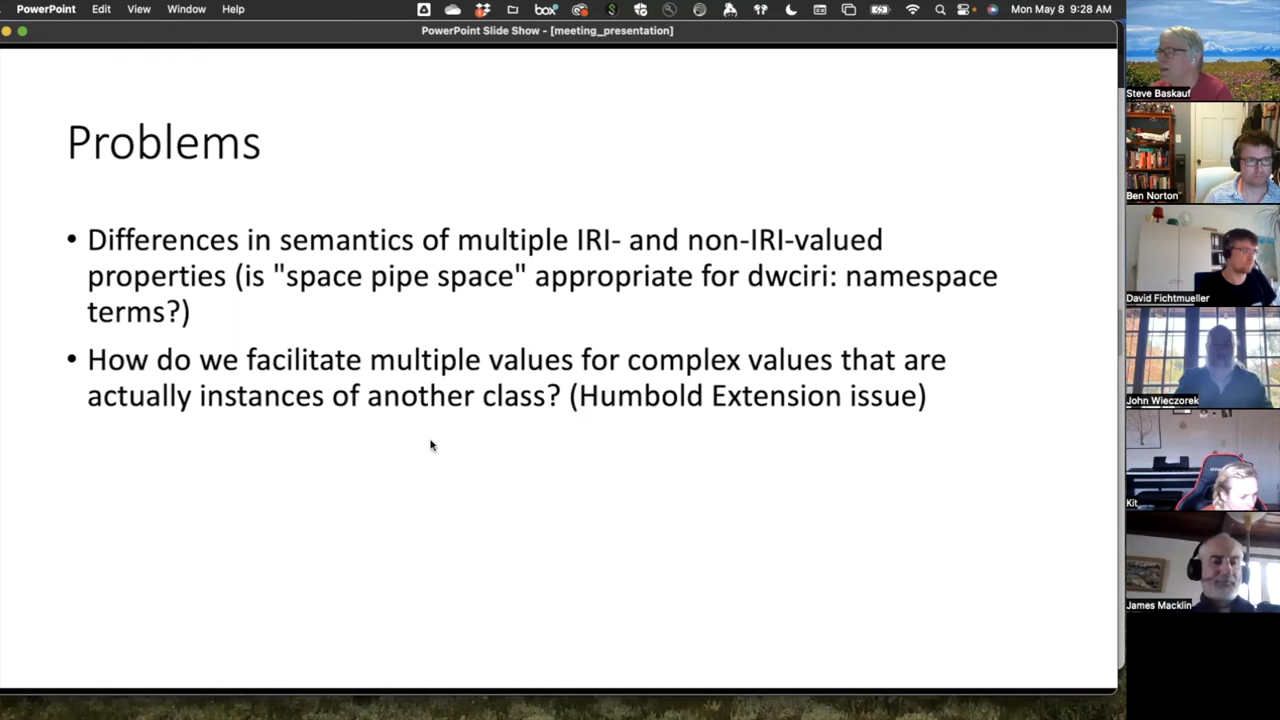 PowerPoint Edit View Window Help box Mon May 8 9:28 AM
PowerPoint Slide Show - [meeting_presentation]
Problems
• Differences in semantics of multiple IRI- and non-IRI-valued
properties (is "space pipe space" appropriate for dwciri: namespace
terms?)
• How do we facilitate multiple values for complex values that are
actually instances of another class? (Humbold Extension issue)
Steve Baskauf
Ben Norton
David Fichtmueller
John Wieczorek
Kit
James Macklin